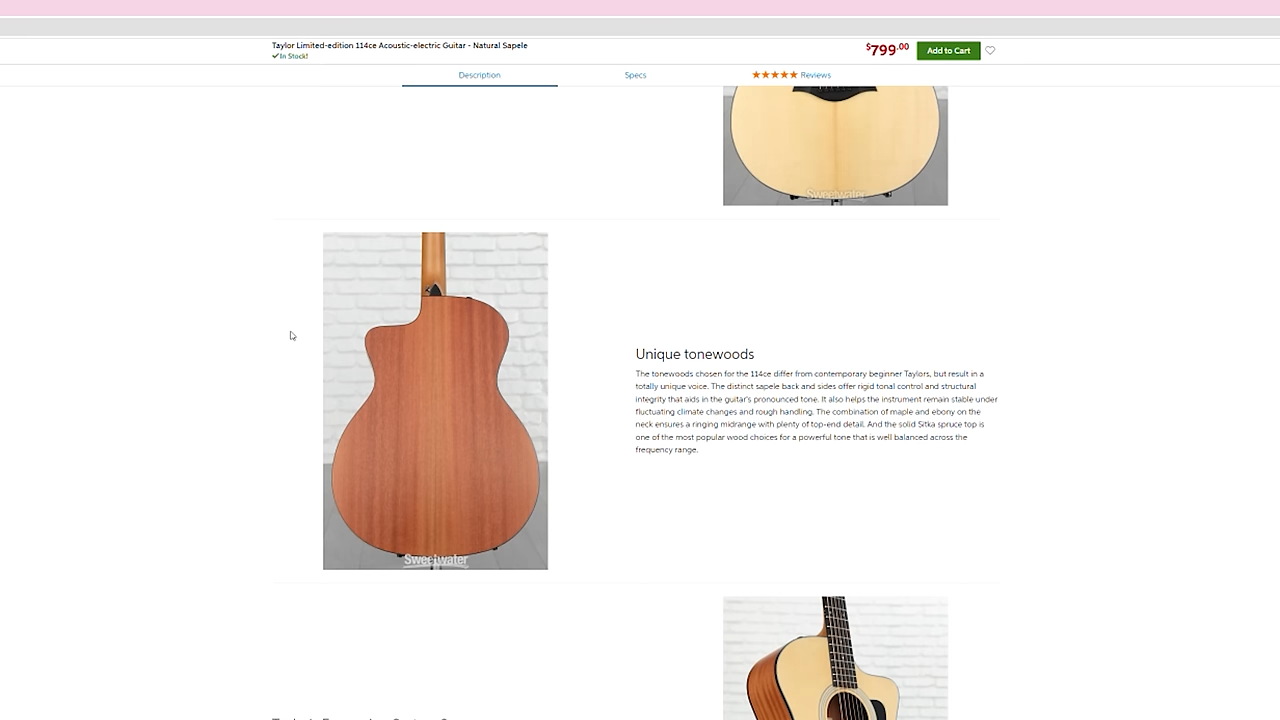 Taylor Limited-edition 114ce Acoustic-electric Guitar - Natural Sapele
In Stock!
$799.00
Add to Cart
Description
Specs
Reviews
Sweetwater
Unique tonewoods
The tonewoods chosen for the 114ce differ from contemporary beginner Taylors, but result in a
totally unique voice. The distinct sapele back and sides offer rigid tonal control and structural
integrity that aids in the guitar's pronounced tone. It also helps the instrument remain stable under
fluctuating climate changes and rough handling. The combination of maple and ebony on the
neck ensures a ringing midrange with plenty of top-end detail. And the solid Sitka spruce top is
one of the most popular wood choices for a powerful tone that is well balanced across the
frequency range.
Sweetwater